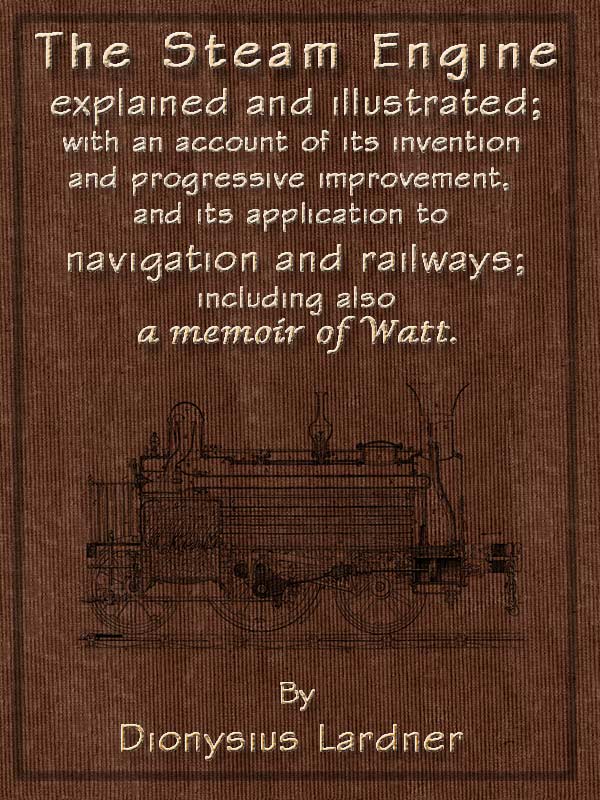 The Steam Engine
explained and illustrated;
with an account of its invention
and progressive improvement,
and its application to
navigation and railways;
including also
a memoir of Watt.
By
Dionysius Lardner